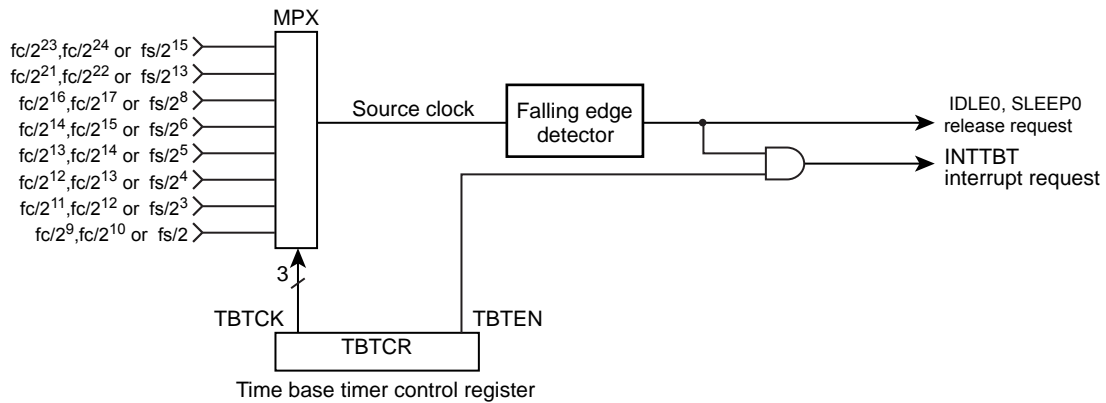 MPX
fc/2^23,fc/2^24 or fs/2^15
fc/2^21,fc/2^22 or fs/2^13
fc/2^16,fc/2^17 or fs/2^8
fc/2^14,fc/2^15 or fs/2^6
fc/2^13,fc/2^14 or fs/2^5
fc/2^12,fc/2^13 or fs/2^4
fc/2^11,fc/2^12 or fs/2^3
fc/2^9,fc/2^10 or fs/2
Source clock
Falling edge
detector
IDLE0, SLEEP0
release request
INTTBT
interrupt request
3
TBTCK
TBTEN
TBTCR
Time base timer control register